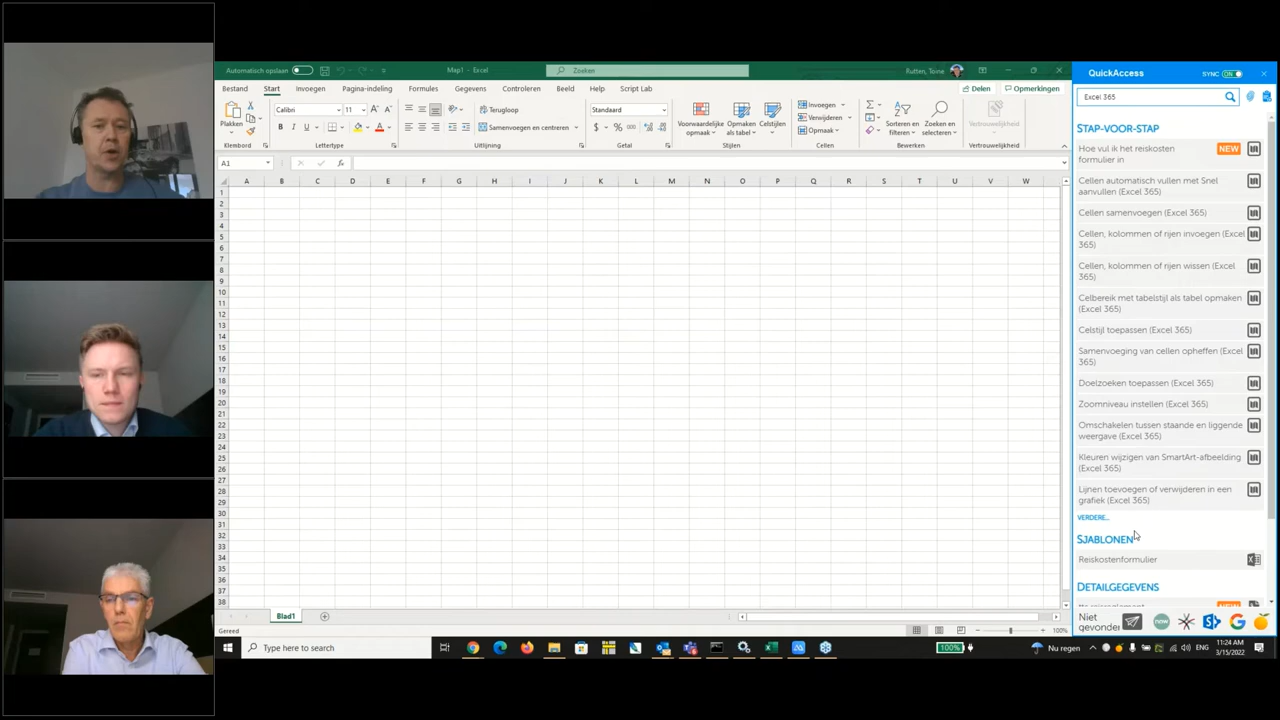 Automatisch opslaan
Map1 - Excel
Zoeken
Rutten, Toine
Bestand Start Invoegen Pagina-indeling Formules Gegevens Controleren Beeld Help Script Lab
Delen Opmerkingen
Plakken
Calibri 11
B I U
Terugloop
Samenvoegen en centreren
Standaard
$ % 000
Voorwaardelijke opmaak
Opmaken als tabel
Celstijlen
Invoegen
Verwijderen
Opmaak
Sorteren en filteren
Zoeken en selecteren
Vertrouwelijkheid
Klembord Lettertype Uitlijning Getal Stijlen Cellen Bewerken Vertrouwelijkheid
A1 fx
A B C D E F G H I J K L M N O P Q R S T U V W
1
2
3
4
5
6
7
8
9
10
11
12
13
14
15
16
17
18
19
20
21
22
23
24
25
26
27
28
29
30
31
32
33
34
35
36
37
38
Blad1
Gereed
100%
Type here to search
100%
Nu regen
ENG
11:24 AM
3/15/2022
QuickAccess
SYNC ON
Excel 365
STAP-VOOR-STAP
Hoe vul ik het reiskosten
formulier in
NEW
Cellen automatisch vullen met Snel
aanvullen (Excel 365)
Cellen samenvoegen (Excel 365)
Cellen, kolommen of rijen invoegen (Excel
365)
Cellen, kolommen of rijen wissen (Excel
365)
Celbereik met tabelstijl als tabel opmaken
(Excel 365)
Celstijl toepassen (Excel 365)
Samenvoeging van cellen opheffen (Excel
365)
Doelzoeken toepassen (Excel 365)
Zoomniveau instellen (Excel 365)
Omschakelen tussen staande en liggende
weergave (Excel 365)
Kleuren wijzigen van SmartArt-afbeelding
(Excel 365)
Lijnen toevoegen of verwijderen in een
grafiek (Excel 365)
VERDERE...
SJABLONEN
Reiskostenformulier
DETAILGEGEVENS
NEW
Niet
gevonden
new